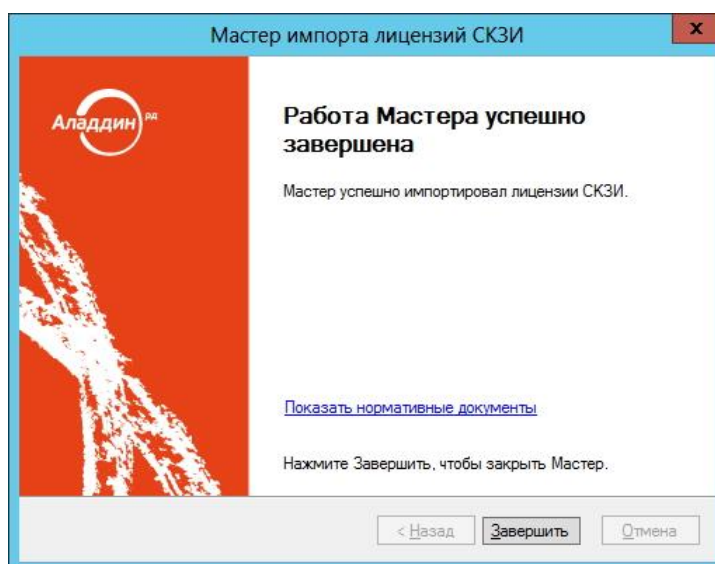 Мастер импорта лицензий СКЗИ
x
Аладдин РД
Работа Мастера успешно
завершена
Мастер успешно импортировал лицензии СКЗИ.
Показать нормативные документы
Нажмите Завершить, чтобы закрыть Мастер.
< Назад Завершить Отмена